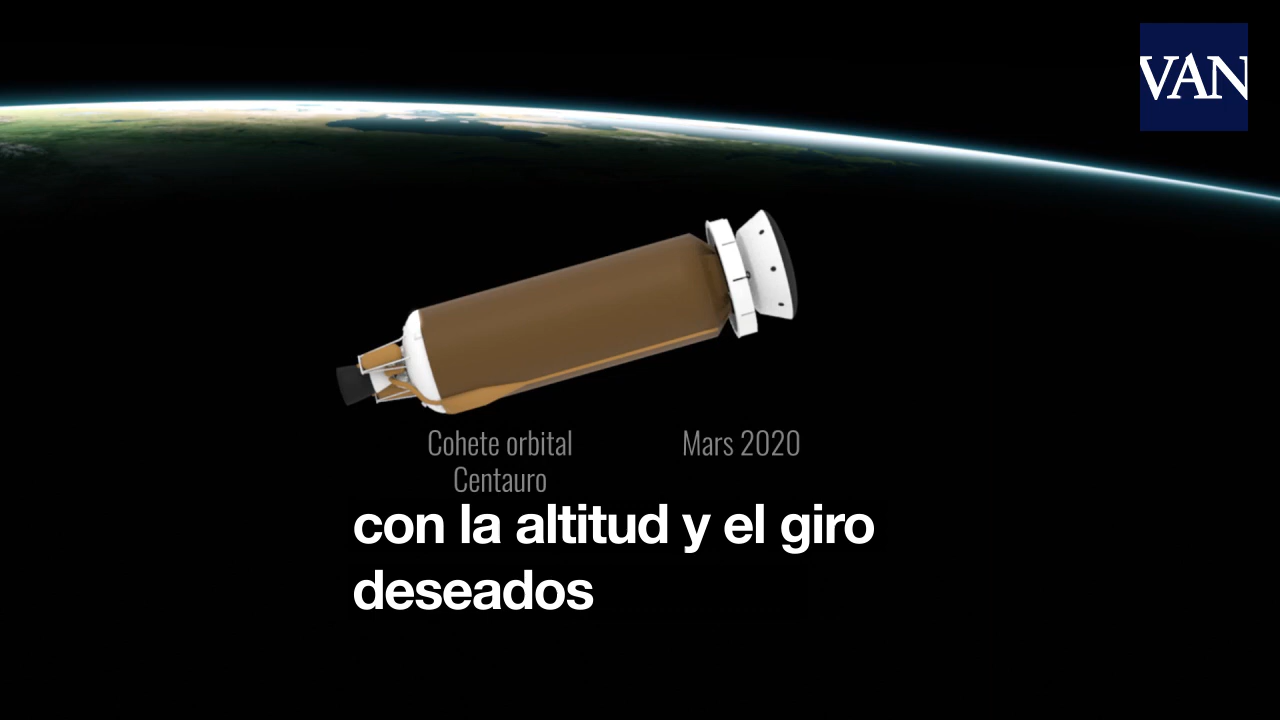 VAN
Cohete orbital
Centauro
Mars 2020
con la altitud y el giro
deseados